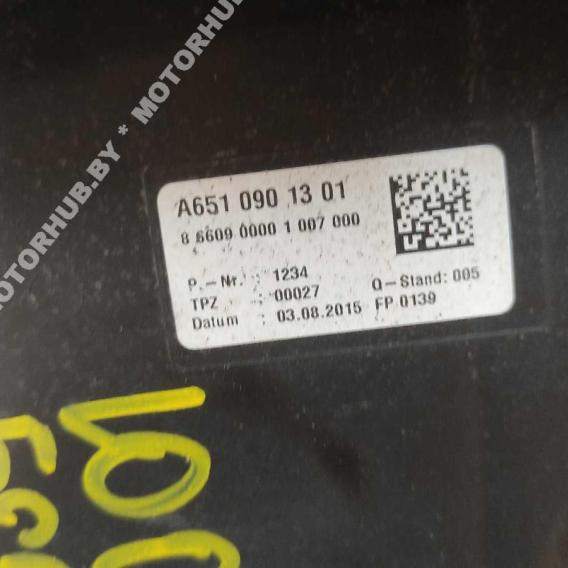 MOTORHUB.BY * MOTORHUB
A651 090 13 01
8 6609 0000 1 007 000
P.-Nr. : 1234
TPZ : 00027 Q-Stand: 005
Datum : 03.08.2015 FP 0139